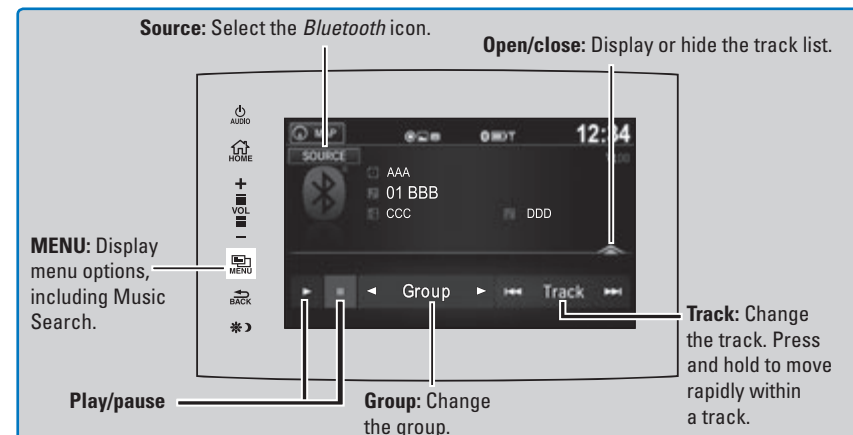 Source: Select the Bluetooth icon.
Open/close: Display or hide the track list.
AUDIO
HOME
+
VOL
–
MENU
BACK
MAP
12:34
SOURCE
AAA
01 BBB
CCC
DDD
Group
Track
MENU: Display
menu options,
including Music
Search.
Play/pause
Group: Change
the group.
Track: Change
the track. Press
and hold to move
rapidly within
a track.